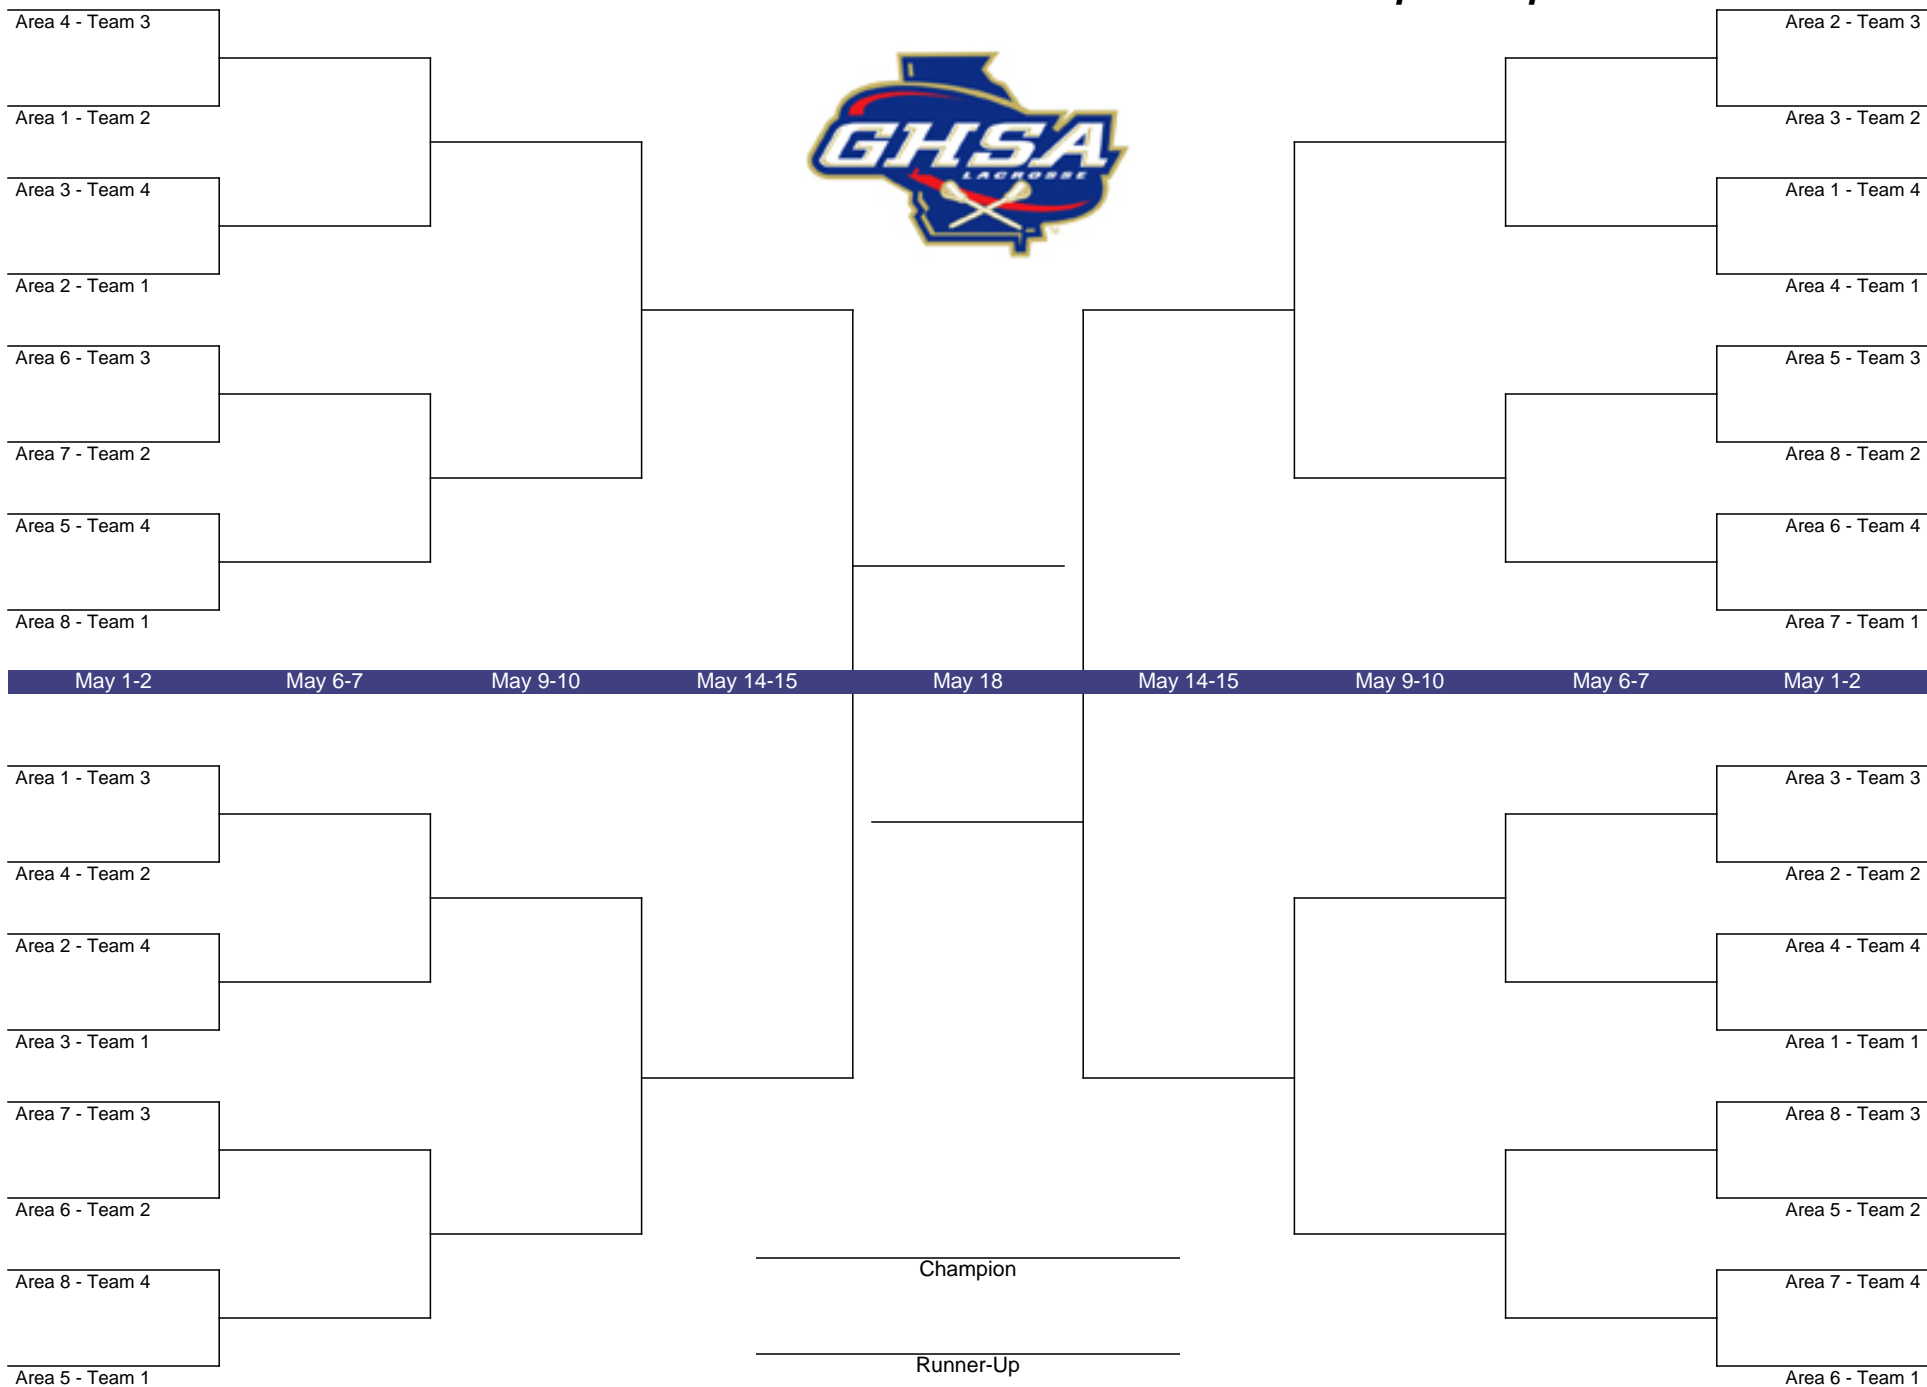 Area 4 - Team 3
Area 1 - Team 2
Area 3 - Team 4
Area 2 - Team 1
Area 6 - Team 3
Area 7 - Team 2
Area 5 - Team 4
Area 8 - Team 1
GHSA
LACROSSE
TM
Area 2 - Team 3
Area 3 - Team 2
Area 1 - Team 4
Area 4 - Team 1
Area 5 - Team 3
Area 8 - Team 2
Area 6 - Team 4
Area 7 - Team 1
May 1-2 May 6-7 May 9-10 May 14-15 May 18 May 14-15 May 9-10 May 6-7 May 1-2
Area 1 - Team 3
Area 4 - Team 2
Area 2 - Team 4
Area 3 - Team 1
Area 7 - Team 3
Area 6 - Team 2
Area 8 - Team 4
Area 5 - Team 1
Champion
Runner-Up
Area 3 - Team 3
Area 2 - Team 2
Area 4 - Team 4
Area 1 - Team 1
Area 8 - Team 3
Area 5 - Team 2
Area 7 - Team 4
Area 6 - Team 1